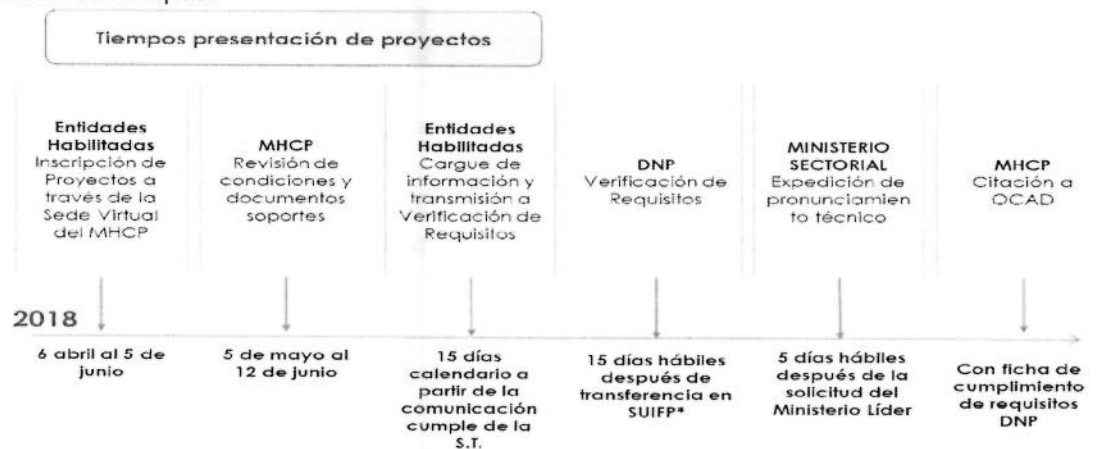 Tiempos presentación de proyectos
Entidades
Habilitadas
Inscripción de
Proyectos a
través de la
Sede Virtual
del MHCP
MHCP
Revisión de
condiciones y
documentos
soportes
Entidades
Habilitadas
Cargue de
información y
transmisión a
Verificación de
Requisitos
DNP
Verificación de
Requisitos
MINISTERIO
SECTORIAL
Expedición de
pronunciamien
to técnico
MHCP
Citación a
OCAD
2018
6 abril al 5 de
junio
5 de mayo al
12 de junio
15 días
calendario a
partir de la
comunicación
cumple de la
S.T.
15 días hábiles
después de
transferencia en
SUIFP*
5 días hábiles
después de la
solicitud del
Ministerio Líder
Con ficha de
cumplimiento
de requisitos
DNP